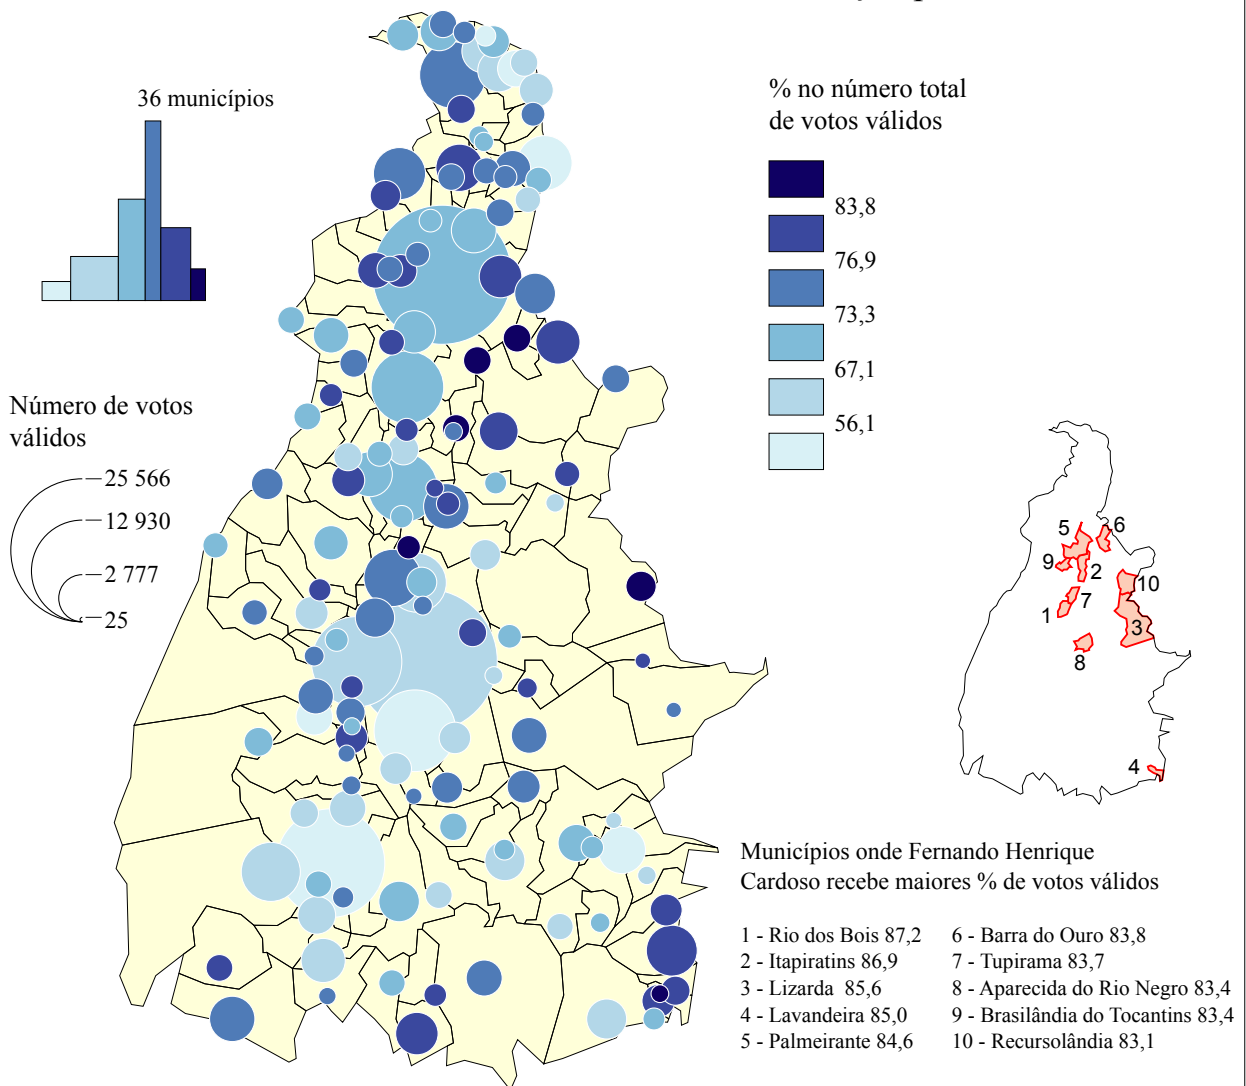 36 municípios
% no número total
de votos válidos
83,8
76,9
73,3
67,1
56,1
Número de votos
válidos
25 566
12 930
2 777
25
5
6
9
2
10
7
1
3
8
4
Municípios onde Fernando Henrique
Cardoso recebe maiores % de votos válidos
1 - Rio dos Bois 87,2
2 - Itapiratins 86,9
3 - Lizarda 85,6
4 - Lavandeira 85,0
5 - Palmeirante 84,6
6 - Barra do Ouro 83,8
7 - Tupirama 83,7
8 - Aparecida do Rio Negro 83,4
9 - Brasilândia do Tocantins 83,4
10 - Recursolândia 83,1